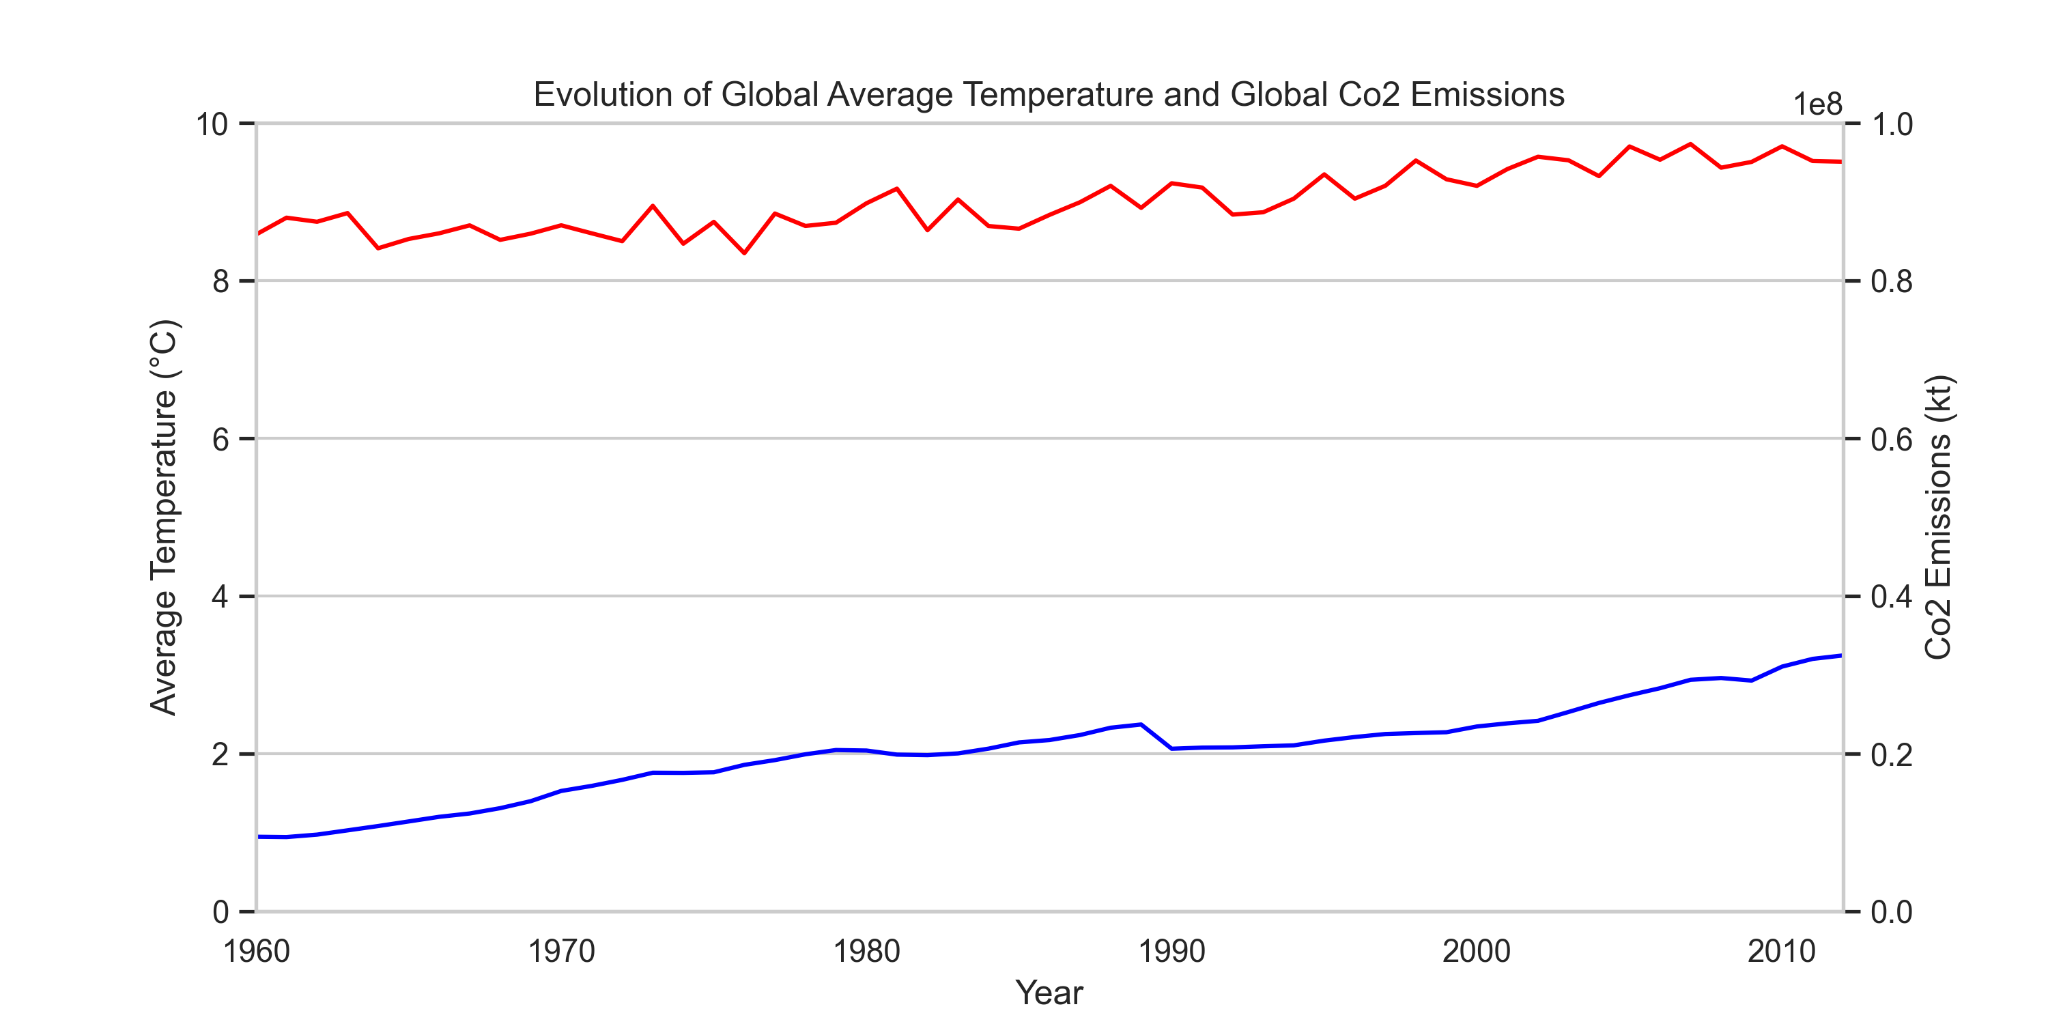 Evolution of Global Average Temperature and Global Co2 Emissions
1e8
10
8
6
4
2
0
Average Temperature (°C)
1.0
0.8
0.6
0.4
0.2
0.0
Co2 Emissions (kt)
1960 1970 1980 1990 2000 2010
Year